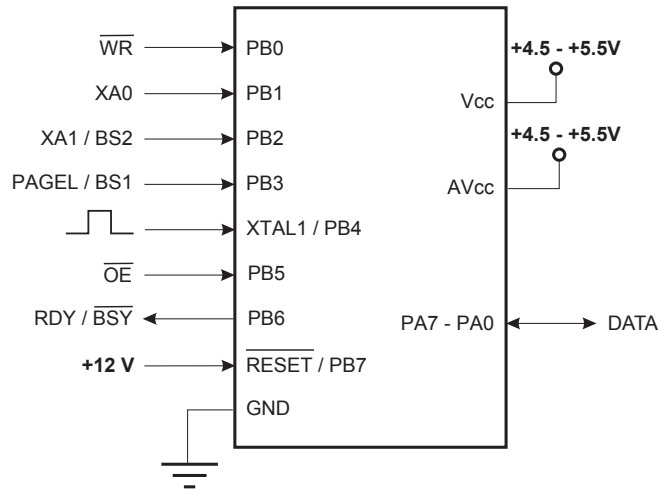 WR PB0
XA0 PB1
XA1 / BS2 PB2
PAGEL / BS1 PB3
XTAL1 / PB4
OE PB5
RDY / BSY PB6
+12 V RESET / PB7
GND
+4.5 - +5.5V
Vcc
+4.5 - +5.5V
AVcc
PA7 - PA0 DATA